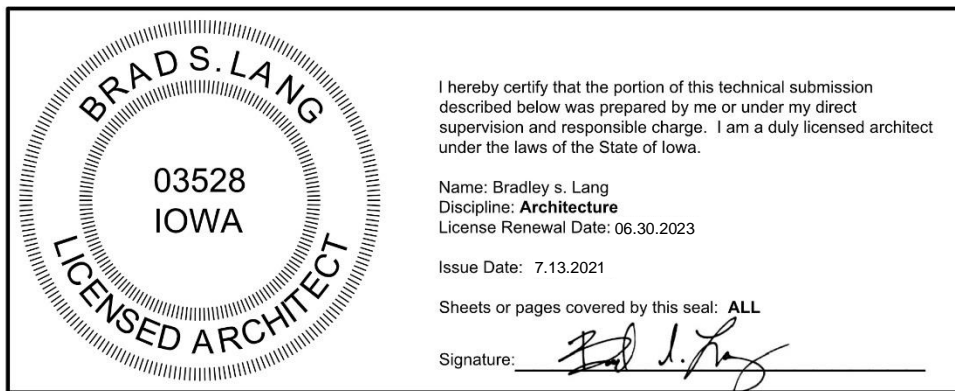 BRAD S. LANG
03528
IOWA
LICENSED ARCHITECT
I hereby certify that the portion of this technical submission
described below was prepared by me or under my direct
supervision and responsible charge. I am a duly licensed architect
under the laws of the State of Iowa.
Name: Bradley s. Lang
Discipline: Architecture
License Renewal Date: 06.30.2023
Issue Date: 7.13.2021
Sheets or pages covered by this seal: ALL
Signature: Brad S. Lang